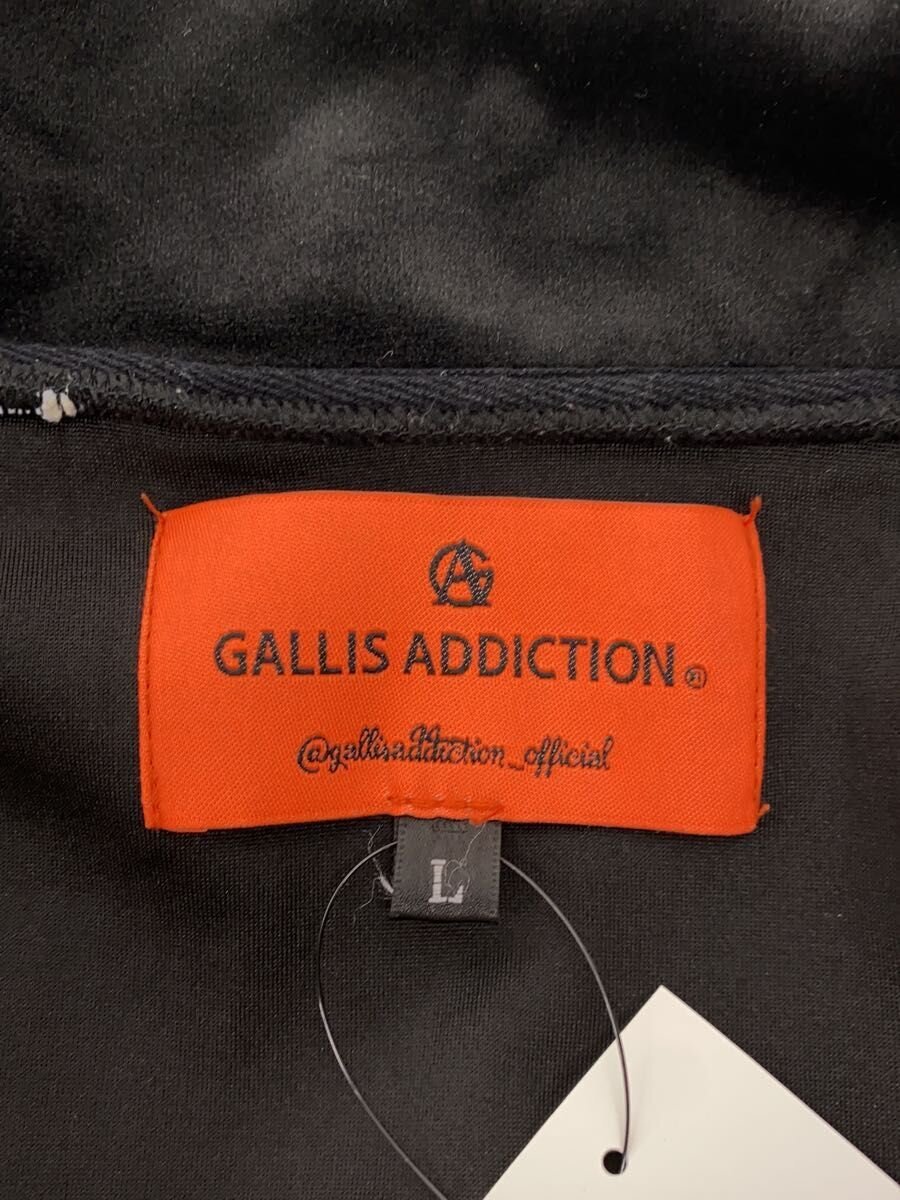 GALLIS ADDICTION®
@gallisaddiction_official
L